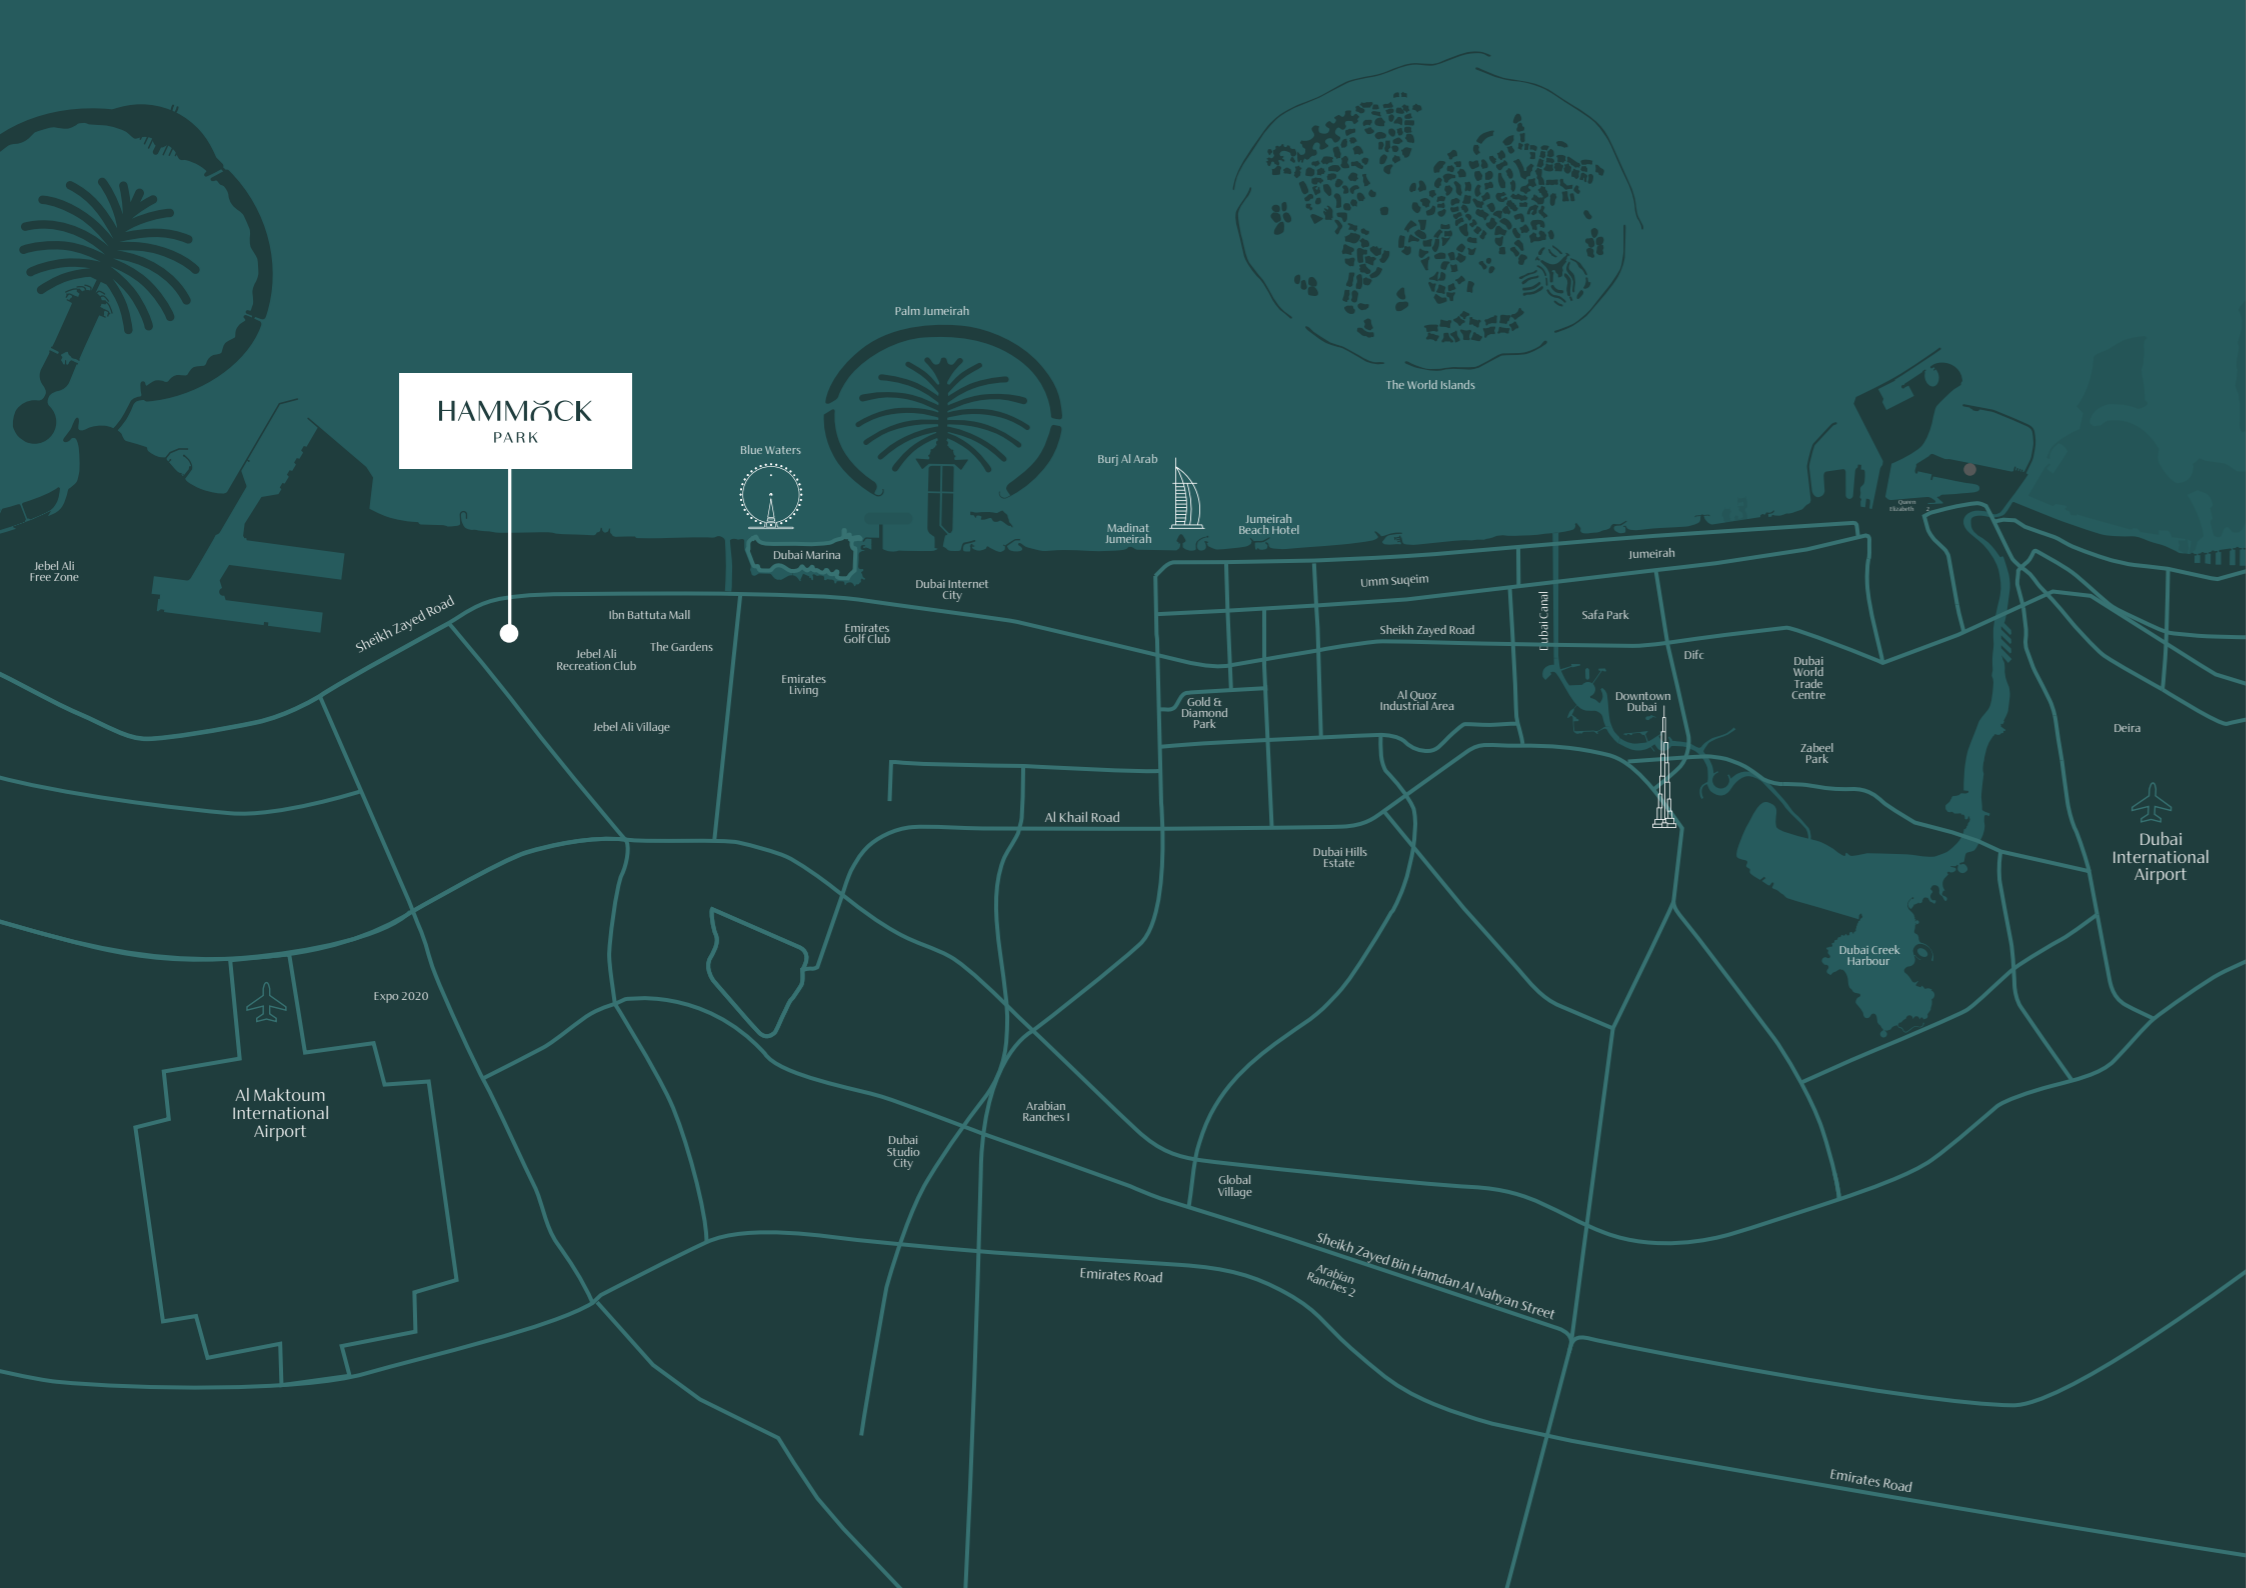 Palm Jumeirah
The World Islands
HAMMOCK
PARK
Blue Waters
Burj Al Arab
Madinat
Jumeirah
Jumeirah
Beach Hotel
Queen
Elizabeth 2
Jebel Ali
Free Zone
Dubai Marina
Dubai Internet
City
Umm Suqeim
Jumeirah
Sheikh Zayed Road
Ibn Battuta Mall
The Gardens
Jebel Ali
Recreation Club
Emirates
Golf Club
Emirates
Living
Jebel Ali Village
Sheikh Zayed Road
Dubai Canal
Safa Park
Difc
Dubai
World
Trade
Centre
Gold &
Diamond
Park
Al Quoz
Industrial Area
Downtown
Dubai
Zabeel
Park
Deira
Al Khail Road
Dubai Hills
Estate
Dubai
International
Airport
Dubai Creek
Harbour
Expo 2020
Al Maktoum
International
Airport
Arabian
Ranches I
Dubai
Studio
City
Global
Village
Sheikh Zayed Bin Hamdan Al Nahyan Street
Arabian
Ranches 2
Emirates Road
Emirates Road